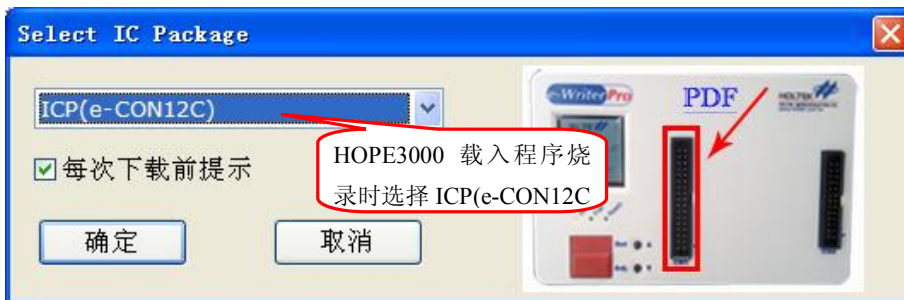 Select IC Package
ICP(e-CON12C)
每次下载前提示
确定
取消
HOPE3000 载入程序烧
录时选择 ICP(e-CON12C
e-WriterPro
PDF
HOLTEK